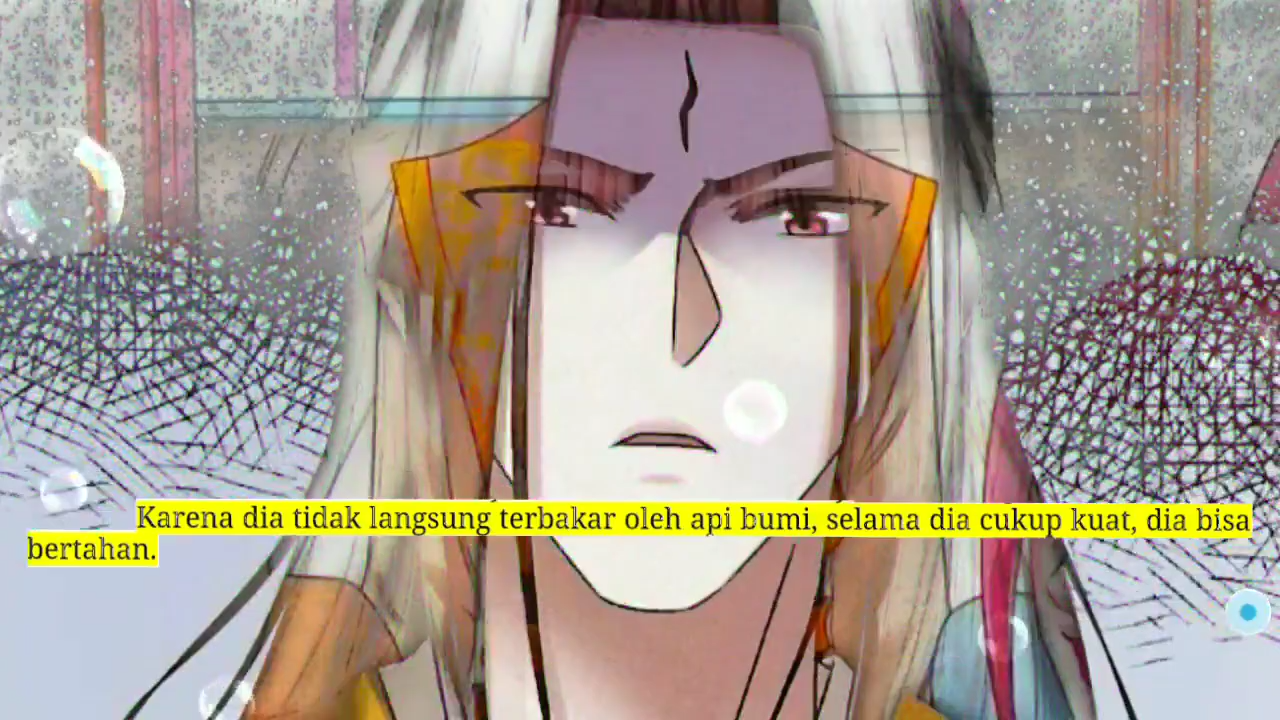 Karena dia tidak langsung terbakar oleh api bumi, selama dia cukup kuat, dia bisa
bertahan.